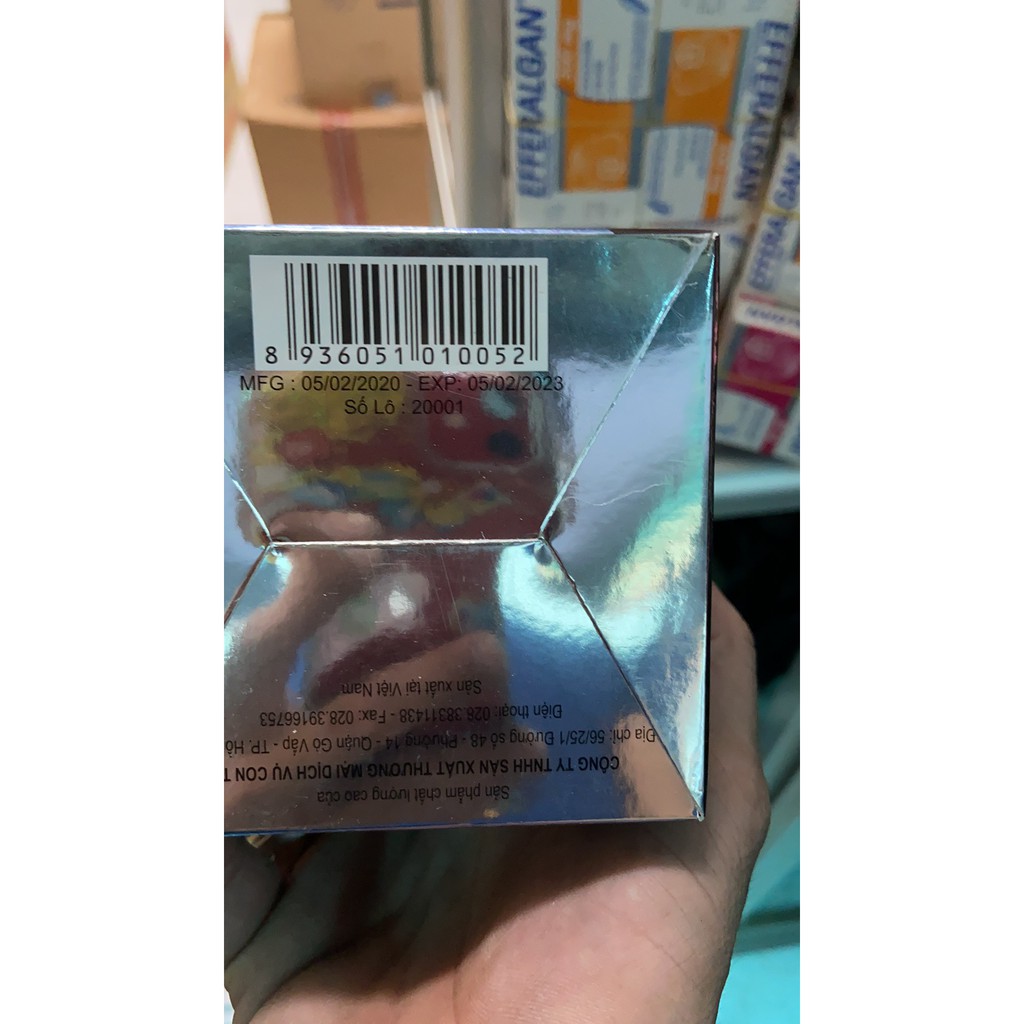 EFFERALGAN
EFFERALGAN
EFFERALGAN
8 936051 010052
MFG : 05/02/2020 - EXP: 05/02/2023
Số Lô : 20001
Sản phẩm chất lượng cao của
CÔNG TY TNHH SẢN XUẤT THƯƠNG MẠI DỊCH VỤ CON
Địa chỉ: 56/25/1 Đường số 48 - Phường 14 - Quận Gò Vấp - TP.
Điện thoại: 028.38311438 - Fax: 028.39166753
Sản xuất tại Việt Nam